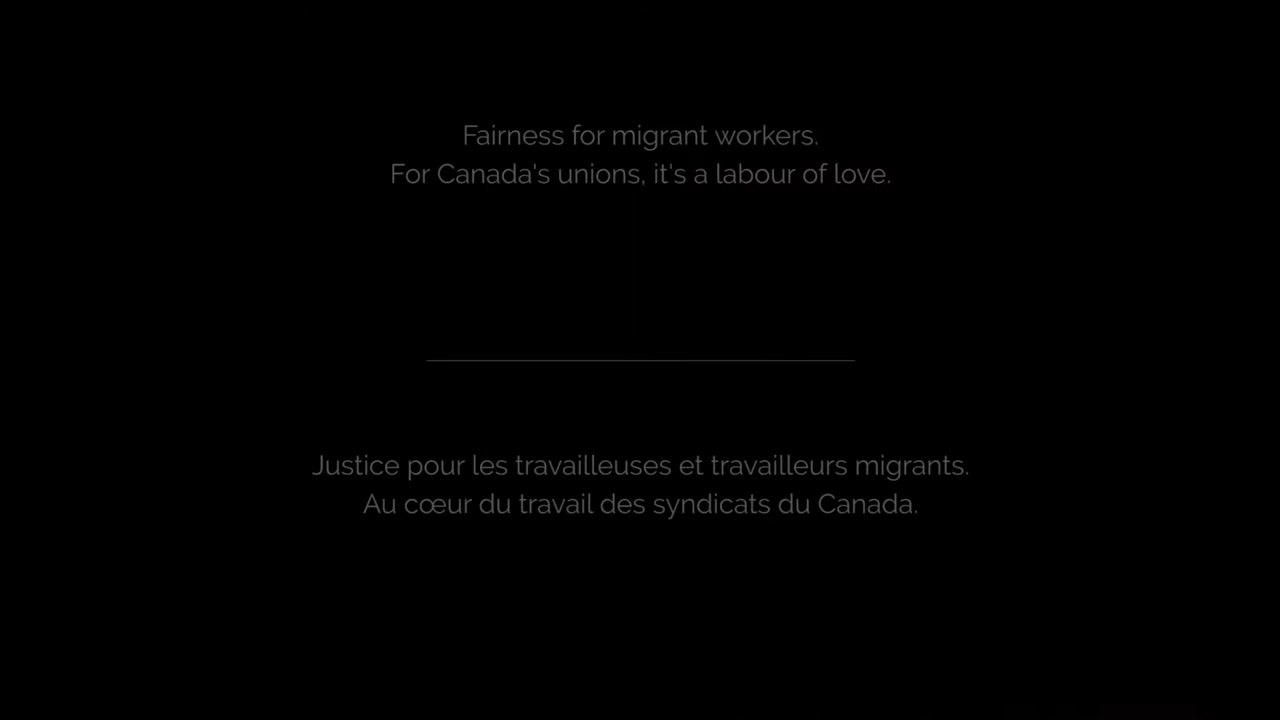 Fairness for migrant workers.
For Canada's unions, it's a labour of love.
Justice pour les travailleuses et travailleurs migrants.
Au cœur du travail des syndicats du Canada.